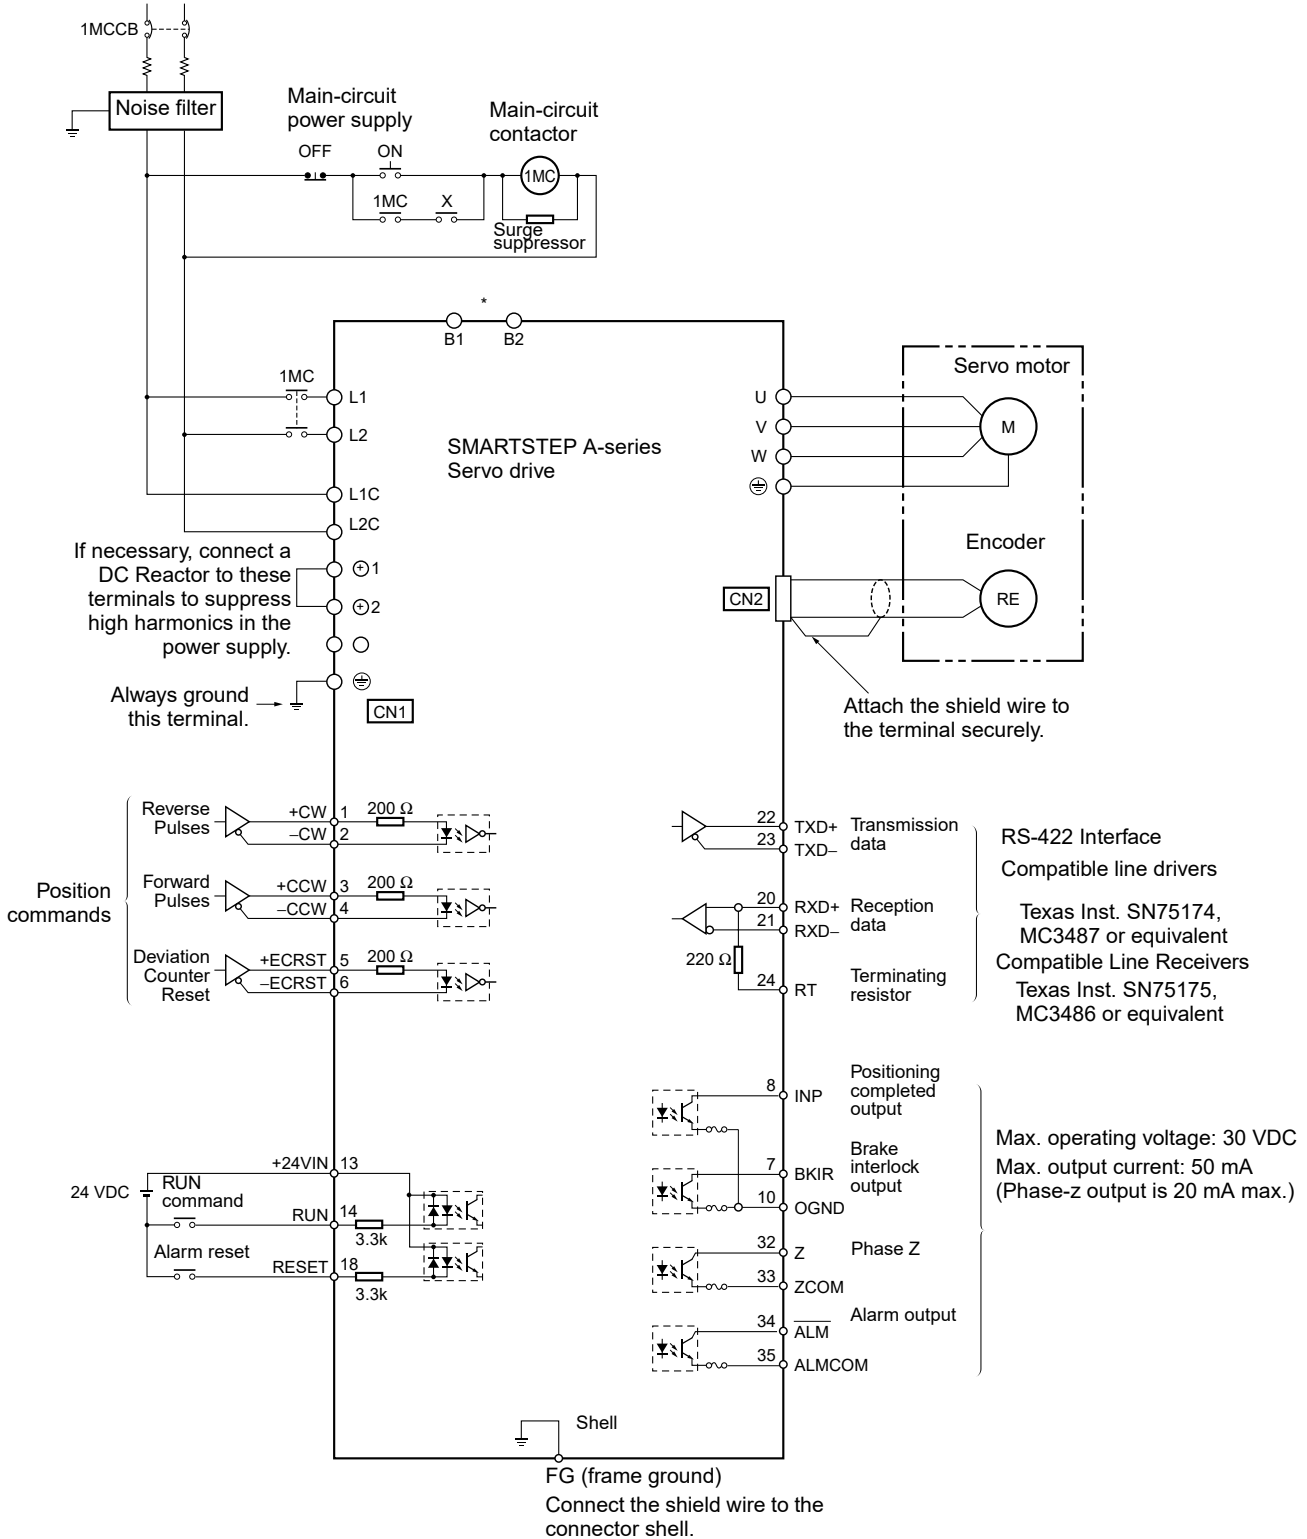 1MCCB
Noise filter
Main-circuit
power supply
Main-circuit
contactor
OFF
ON
1MC
1MC
X
Surge
suppressor
*
B1
B2
1MC
L1
L2
L1C
L2C
SMARTSTEP A-series
Servo drive
U
V
W
Servo motor
M
Encoder
RE
CN2
If necessary, connect a
DC Reactor to these
terminals to suppress
high harmonics in the
power supply.
+1
+2
Always ground
this terminal.
CN1
Attach the shield wire to
the terminal securely.
Position
commands
Reverse
Pulses
+CW
1
200 Ω
–CW
2
Forward
Pulses
+CCW
3
200 Ω
–CCW
4
Deviation
Counter
Reset
+ECRST
5
200 Ω
–ECRST
6
22
TXD+
23
TXD–
Transmission
data
20
RXD+
21
RXD–
Reception
data
220 Ω
24
RT
Terminating
resistor
RS-422 Interface
Compatible line drivers
Texas Inst. SN75174,
MC3487 or equivalent
Compatible Line Receivers
Texas Inst. SN75175,
MC3486 or equivalent
24 VDC
+24VIN
13
RUN
command
RUN
14
3.3k
Alarm reset
RESET
18
3.3k
8
INP
Positioning
completed
output
7
BKIR
Brake
interlock
output
10
OGND
32
Z
Phase Z
33
ZCOM
34
ALM
Alarm output
35
ALMCOM
Max. operating voltage: 30 VDC
Max. output current: 50 mA
(Phase-z output is 20 mA max.)
Shell
FG (frame ground)
Connect the shield wire to the
connector shell.